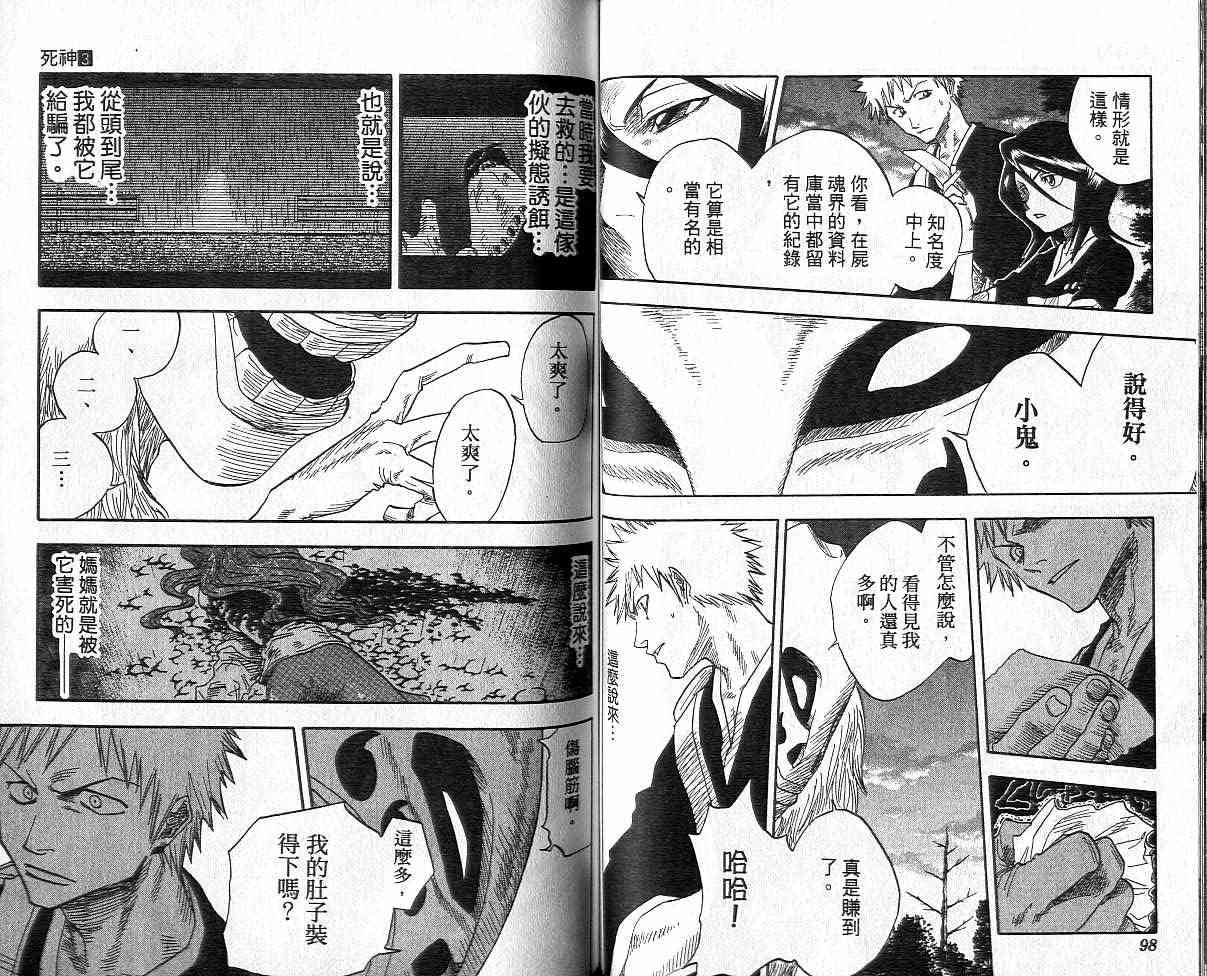 情形就是
這樣。
知名度
中上。
你看，在屍
魂界的資料
庫當中都留
有它的紀錄
，
它算是相
當有名的
說得好。
小鬼。
不管怎麼說，
看得見我
的人還真
多啊。
這麼說來…
真是賺到
了。
哈哈！
98
死神3
當時我要
去救的…是這傢
伙的擬態誘餌…
也就是說…
從頭到尾…
我都被它
給騙了。
太爽了。
太爽了。
一、
二、
三…
這麼說來…
媽媽就是被
它害死的——
傷腦筋啊。
這麼多，
我的肚子裝
得下嗎？